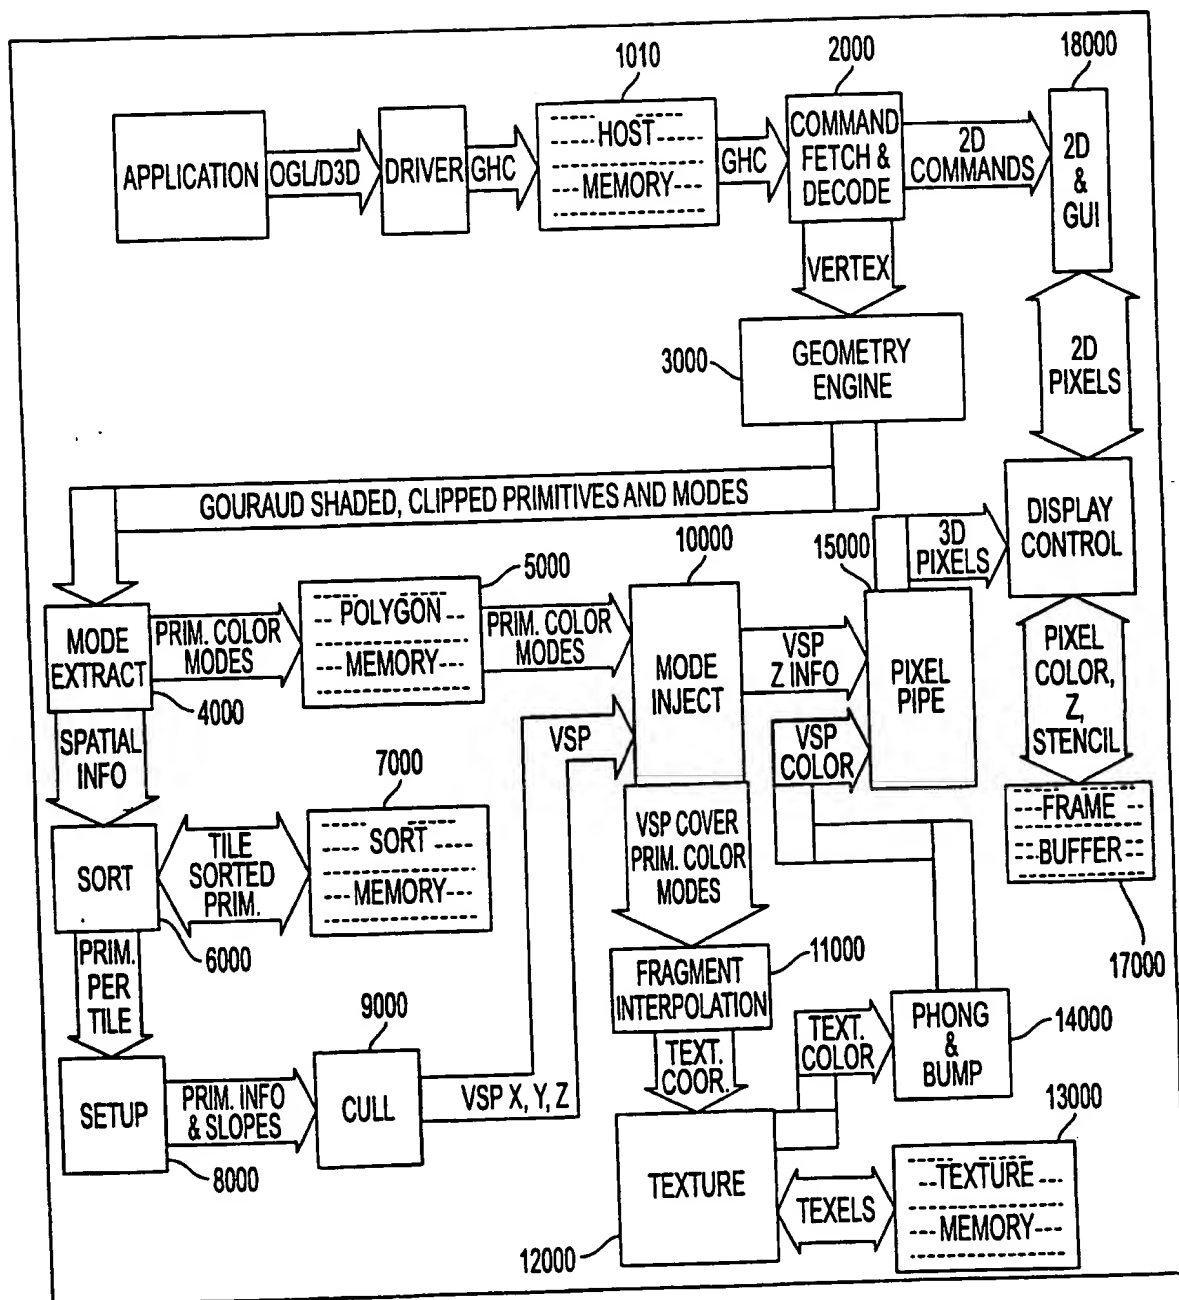 1010
2000
18000
APPLICATION
OGL/D3D
DRIVER
GHC
HOST
MEMORY
GHC
COMMAND
FETCH &
DECODE
2D
COMMANDS
2D
&
GUI
VERTEX
3000
GEOMETRY
ENGINE
2D
PIXELS
GOURAUD SHADED, CLIPPED PRIMITIVES AND MODES
DISPLAY
CONTROL
3D
PIXELS
5000
10000
15000
MODE
EXTRACT
4000
PRIM. COLOR
MODES
POLYGON
MEMORY
PRIM. COLOR
MODES
MODE
INJECT
VSP
Z INFO
PIXEL
PIPE
PIXEL
COLOR,
Z,
STENCIL
SPATIAL
INFO
VSP
VSP
COLOR
7000
SORT
6000
TILE
SORTED
PRIM.
SORT
MEMORY
VSP COVER
PRIM. COLOR
MODES
FRAME
BUFFER
17000
PRIM.
PER
TILE
FRAGMENT
INTERPOLATION
11000
9000
TEXT.
COOR.
TEXT.
COLOR
PHONG
&
BUMP
14000
SETUP
8000
PRIM. INFO
& SLOPES
CULL
VSP X, Y, Z
13000
TEXTURE
12000
TEXELS
TEXTURE
MEMORY